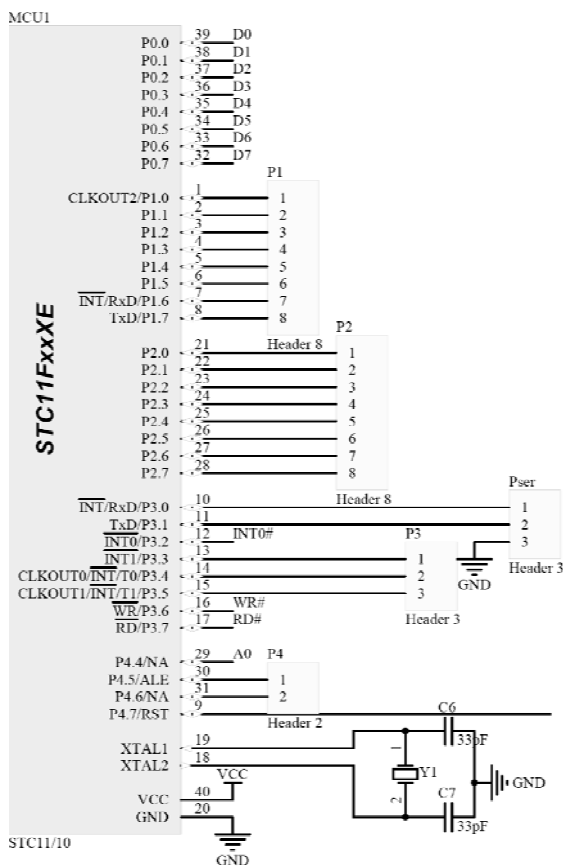 MCU1
P0.0 39 D0
P0.1 38 D1
P0.2 37 D2
P0.3 36 D3
P0.4 35 D4
P0.5 34 D5
P0.6 33 D6
P0.7 32 D7
P1
CLKOUT2/P1.0 1 1
P1.1 2 2
P1.2 3 3
P1.3 4 4
P1.4 5 5
P1.5 6 6
INT/RxD/P1.6 7 7
TxD/P1.7 8 8
Header 8
P2
P2.0 21 1
P2.1 22 2
P2.2 23 3
P2.3 24 4
P2.4 25 5
P2.5 26 6
P2.6 27 7
P2.7 28 8
Header 8
STC11FxxXE
Pser
INT/RxD/P3.0 10 1
TxD/P3.1 11 2
INT0/P3.2 12 INT0# 3
P3
GND
Header 3
INT1/P3.3 13 1
CLKOUT0/INT/T0/P3.4 14 2
CLKOUT1/INT/T1/P3.5 15 3
WR/P3.6 16 WR#
RD/P3.7 17 RD#
Header 3
P4.4/NA 29 A0
P4
P4.5/ALE 30 1
P4.6/NA 31 2
P4.7/RST 9
Header 2
C6
33pF
XTAL1 19
XTAL2 18
1
Y1
2
GND
C7
33pF
VCC
VCC 40
GND 20
GND
STC11/10